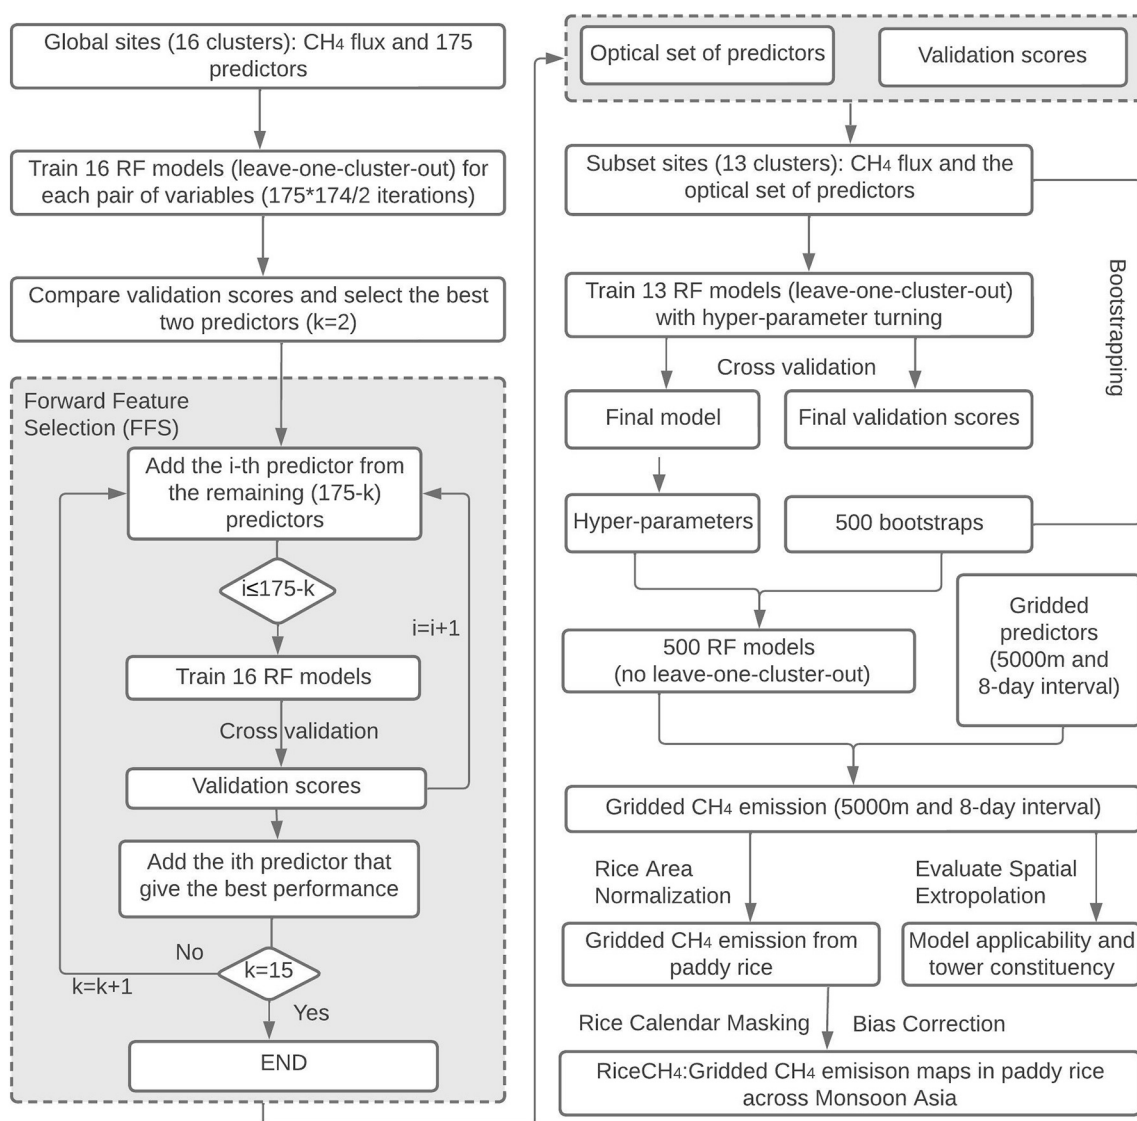 Global sites (16 clusters): CH4 flux and 175
predictors
Train 16 RF models (leave-one-cluster-out) for
each pair of variables (175*174/2 iterations)
Compare validation scores and select the best
two predictors (k=2)
Forward Feature
Selection (FFS)
Add the i-th predictor from
the remaining (175-k)
predictors
i≤175-k
i=i+1
Train 16 RF models
Cross validation
Validation scores
Add the ith predictor that
give the best performance
No
k=15
k=k+1
Yes
END
Optical set of predictors
Validation scores
Subset sites (13 clusters): CH4 flux and the
optical set of predictors
Bootstrapping
Train 13 RF models (leave-one-cluster-out)
with hyper-parameter turning
Cross validation
Final model
Final validation scores
Hyper-parameters
500 bootstraps
Gridded
predictors
(5000m and
8-day interval)
500 RF models
(no leave-one-cluster-out)
Gridded CH4 emission (5000m and 8-day interval)
Rice Area
Normalization
Evaluate Spatial
Extropolation
Gridded CH4 emission from
paddy rice
Model applicability and
tower constituency
Rice Calendar Masking
Bias Correction
RiceCH4:Gridded CH4 emisison maps in paddy rice
across Monsoon Asia